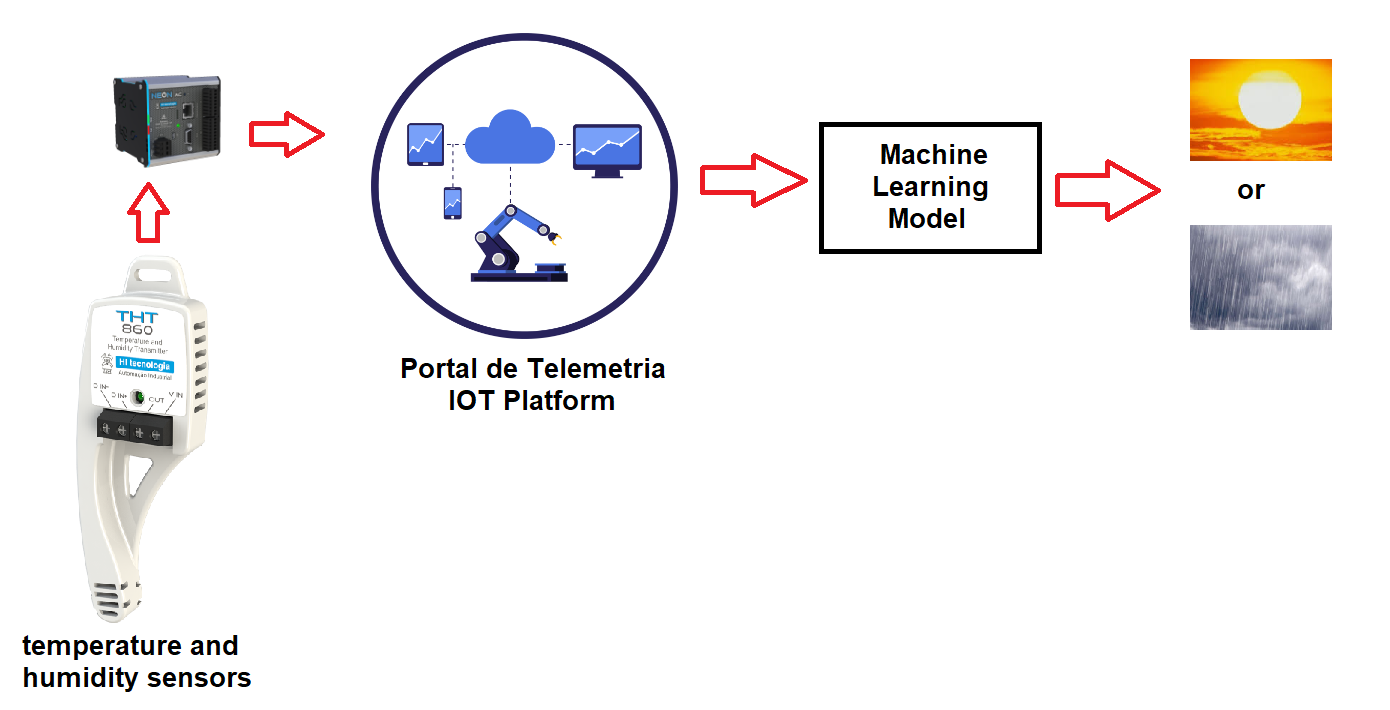 NEON
Machine
Learning
Model
or
THT
860
Temperature and
Humidity Transmitter
HI tecnologia
Automação Industrial
D IN+
D IN+
OUT
V IN
Portal de Telemetria
IOT Platform
temperature and
humidity sensors